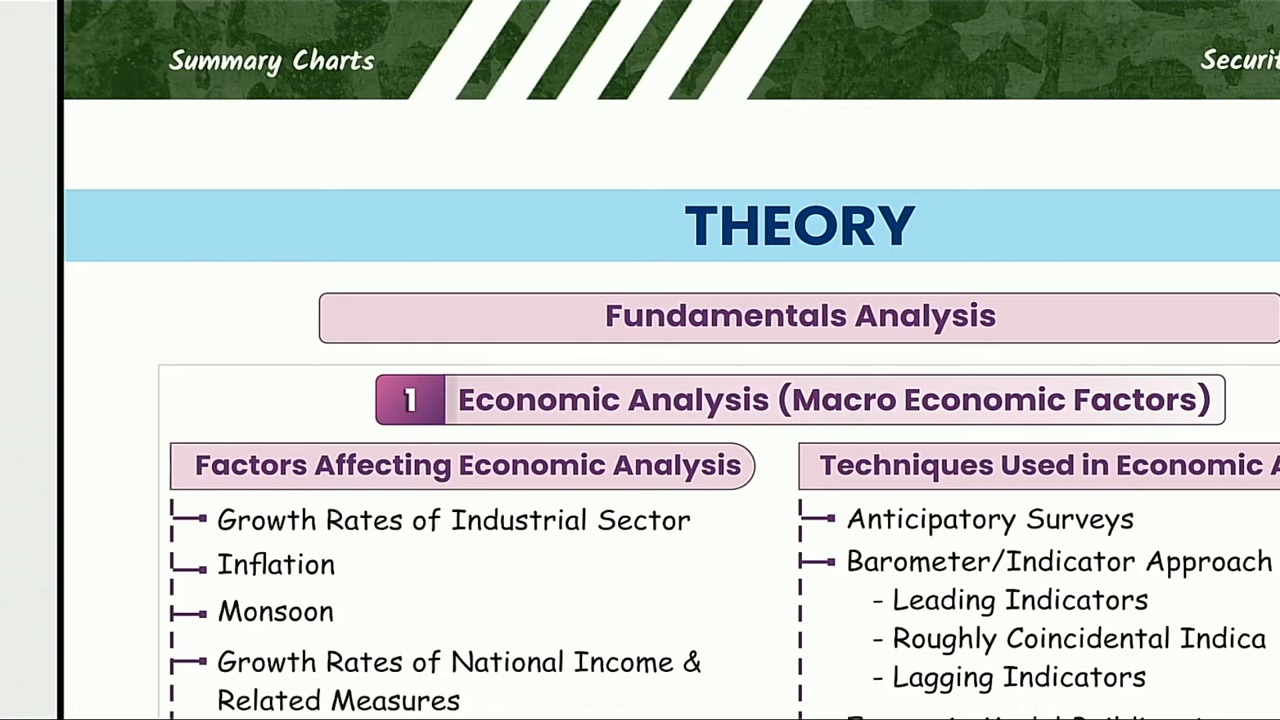 Summary Charts
THEORY
Fundamentals Analysis
1 Economic Analysis (Macro Economic Factors)
Factors Affecting Economic Analysis
Growth Rates of Industrial Sector
Inflation
Monsoon
Growth Rates of National Income &
Related Measures
Techniques Used in Economic
Anticipatory Surveys
Barometer/Indicator Approach
- Leading Indicators
- Roughly Coincidental Indica
- Lagging Indicators